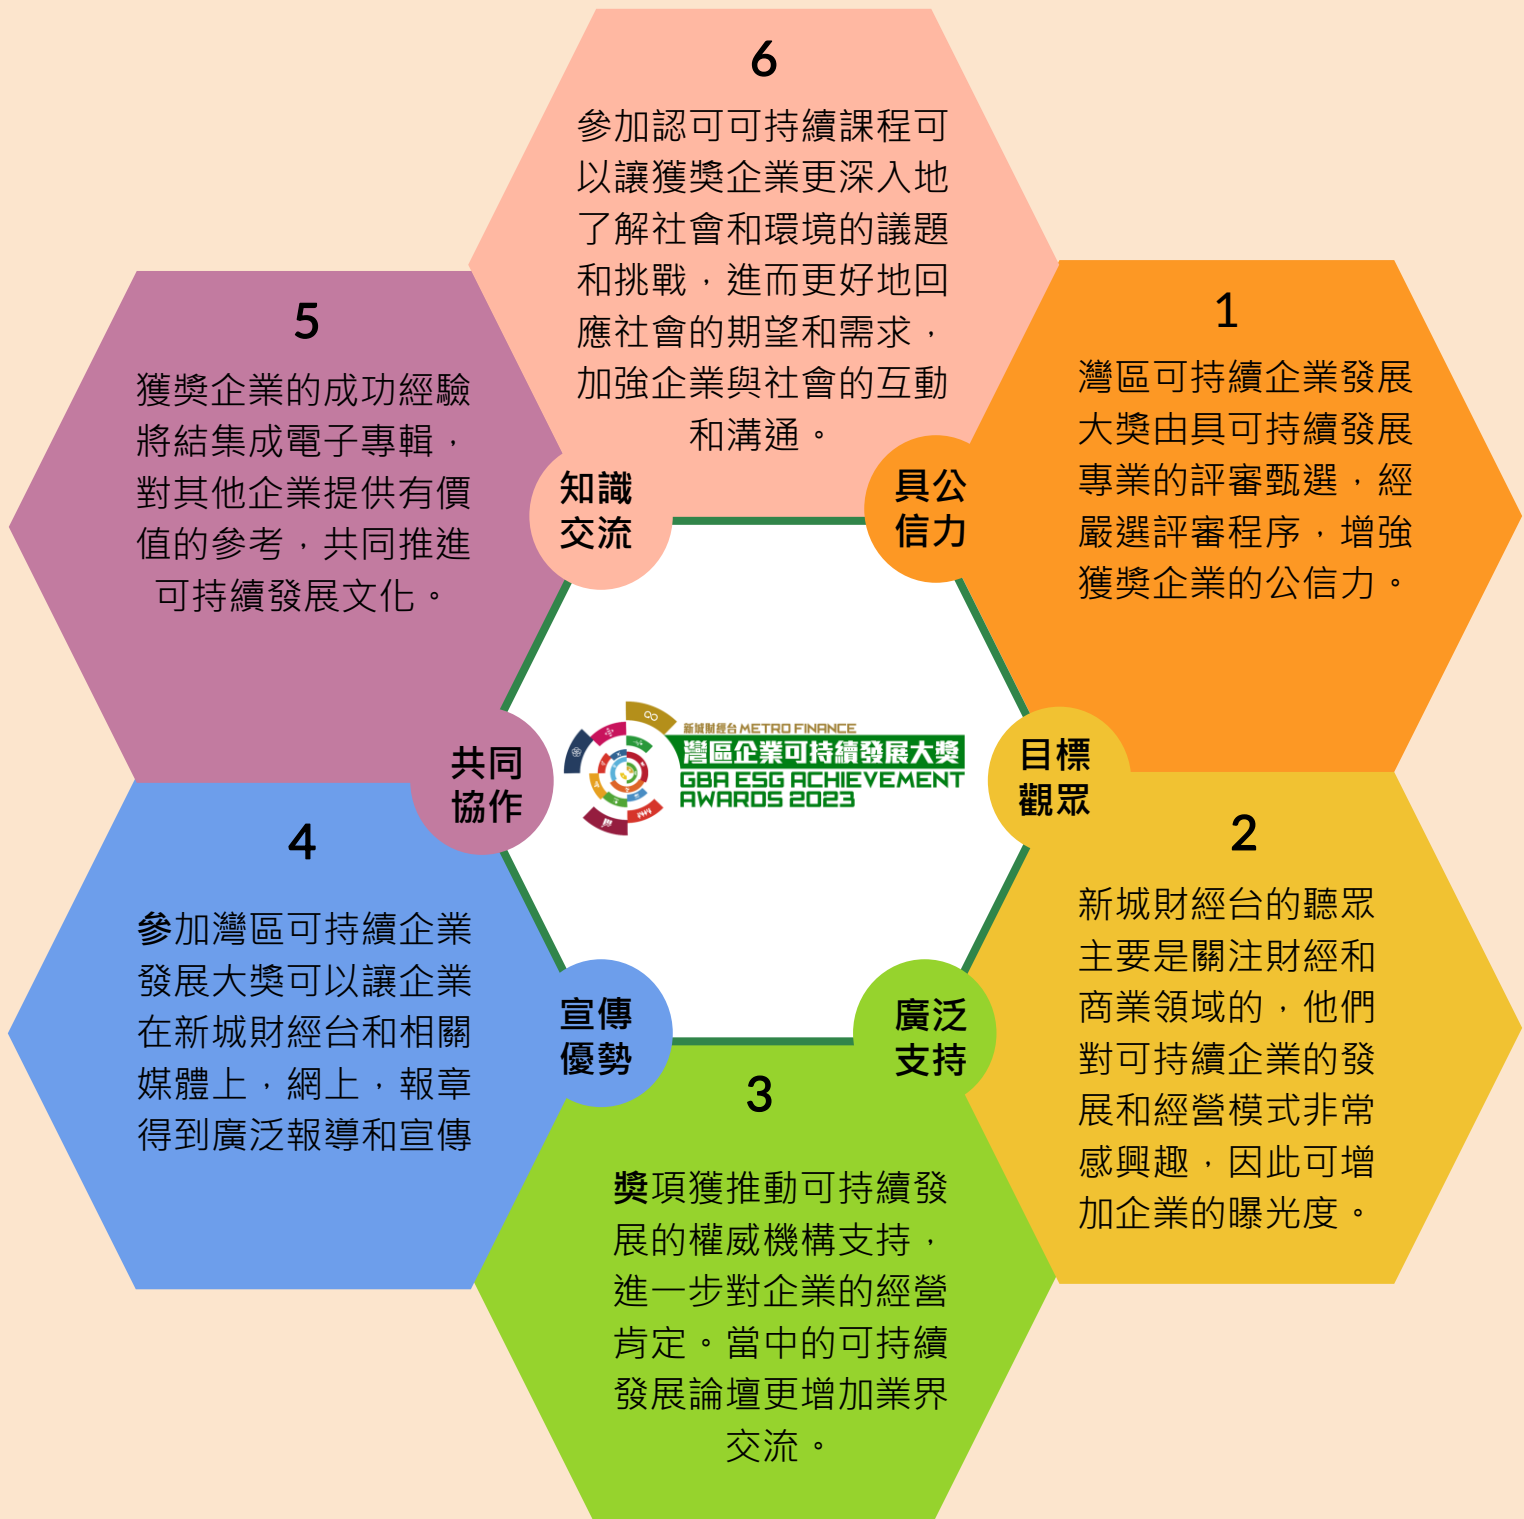 6
參加認可可持續課程可
以讓獲獎企業更深入地
了解社會和環境的議題
和挑戰，進而更好地回
應社會的期望和需求，
加強企業與社會的互動
和溝通。
知識
交流
1
灣區可持續企業發展
大獎由具可持續發展
專業的評審甄選，經
嚴選評審程序，增強
獲獎企業的公信力。
具公
信力
2
新城財經台的聽眾
主要是關注財經和
商業領域的，他們
對可持續企業的發
展和經營模式非常
感興趣，因此可增
加企業的曝光度。
目標
觀眾
3
獎項獲推動可持續發
展的權威機構支持，
進一步對企業的經營
肯定。當中的可持續
發展論壇更增加業界
交流。
廣泛
支持
4
參加灣區可持續企業
發展大獎可以讓企業
在新城財經台和相關
媒體上，網上，報章
得到廣泛報導和宣傳
宣傳
優勢
5
獲獎企業的成功經驗
將結集成電子專輯，
對其他企業提供有價
值的參考，共同推進
可持續發展文化。
共同
協作
新城財經台 METRO FINANCE
灣區企業可持續發展大獎
GBA ESG ACHIEVEMENT
AWARDS 2023